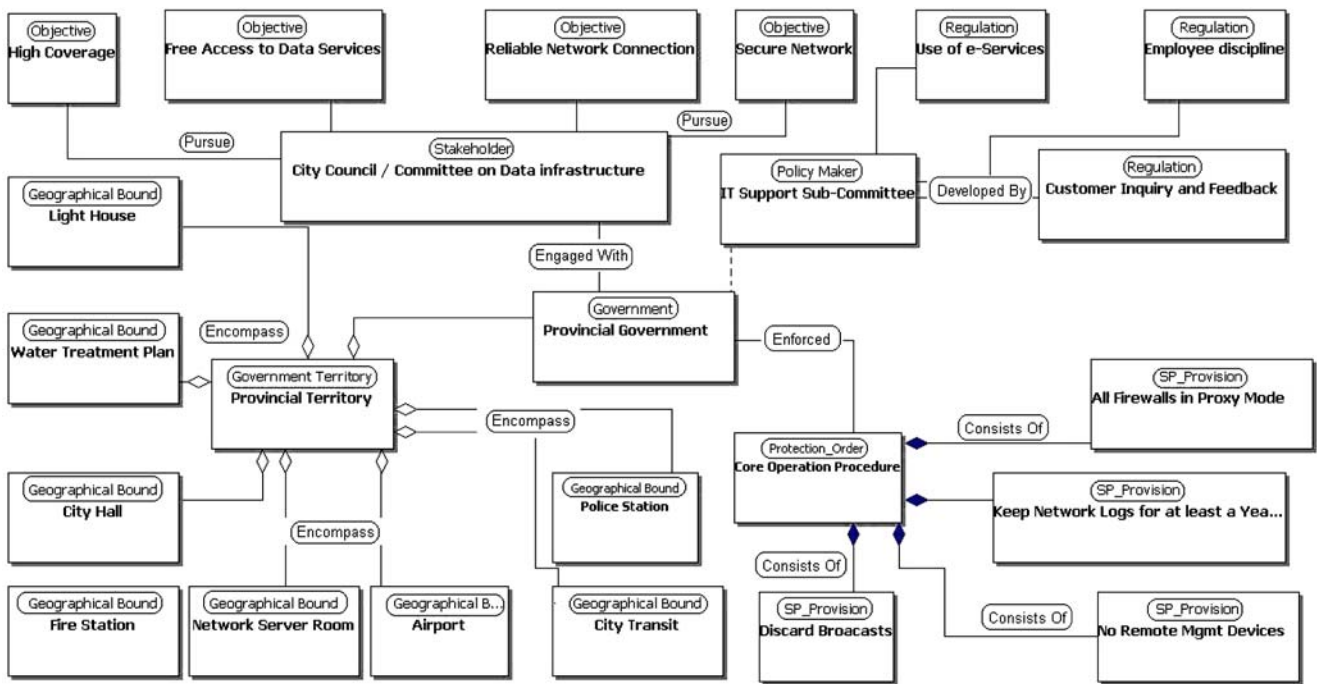 Objective
High Coverage
Objective
Free Access to Data Services
Objective
Reliable Network Connection
Objective
Secure Network
Regulation
Use of e-Services
Regulation
Employee discipline
Pursue
Pursue
Stakeholder
City Council / Committee on Data infrastructure
Policy Maker
IT Support Sub-Committee
Developed By
Regulation
Customer Inquiry and Feedback
Geographical Bound
Light House
Engaged With
Government
Provincial Government
Enforced
Geographical Bound
Water Treatment Plan
Encompass
Government Territory
Provincial Territory
Encompass
SP_Provision
All Firewalls in Proxy Mode
Consists Of
Protection_Order
Core Operation Procedure
Geographical Bound
City Hall
Geographical Bound
Police Station
SP_Provision
Keep Network Logs for at least a Yea...
Encompass
Consists Of
Geographical Bound
Fire Station
Geographical Bound
Network Server Room
Geographical B...
Airport
Geographical Bound
City Transit
SP_Provision
Discard Broacasts
Consists Of
SP_Provision
No Remote Mgmt Devices